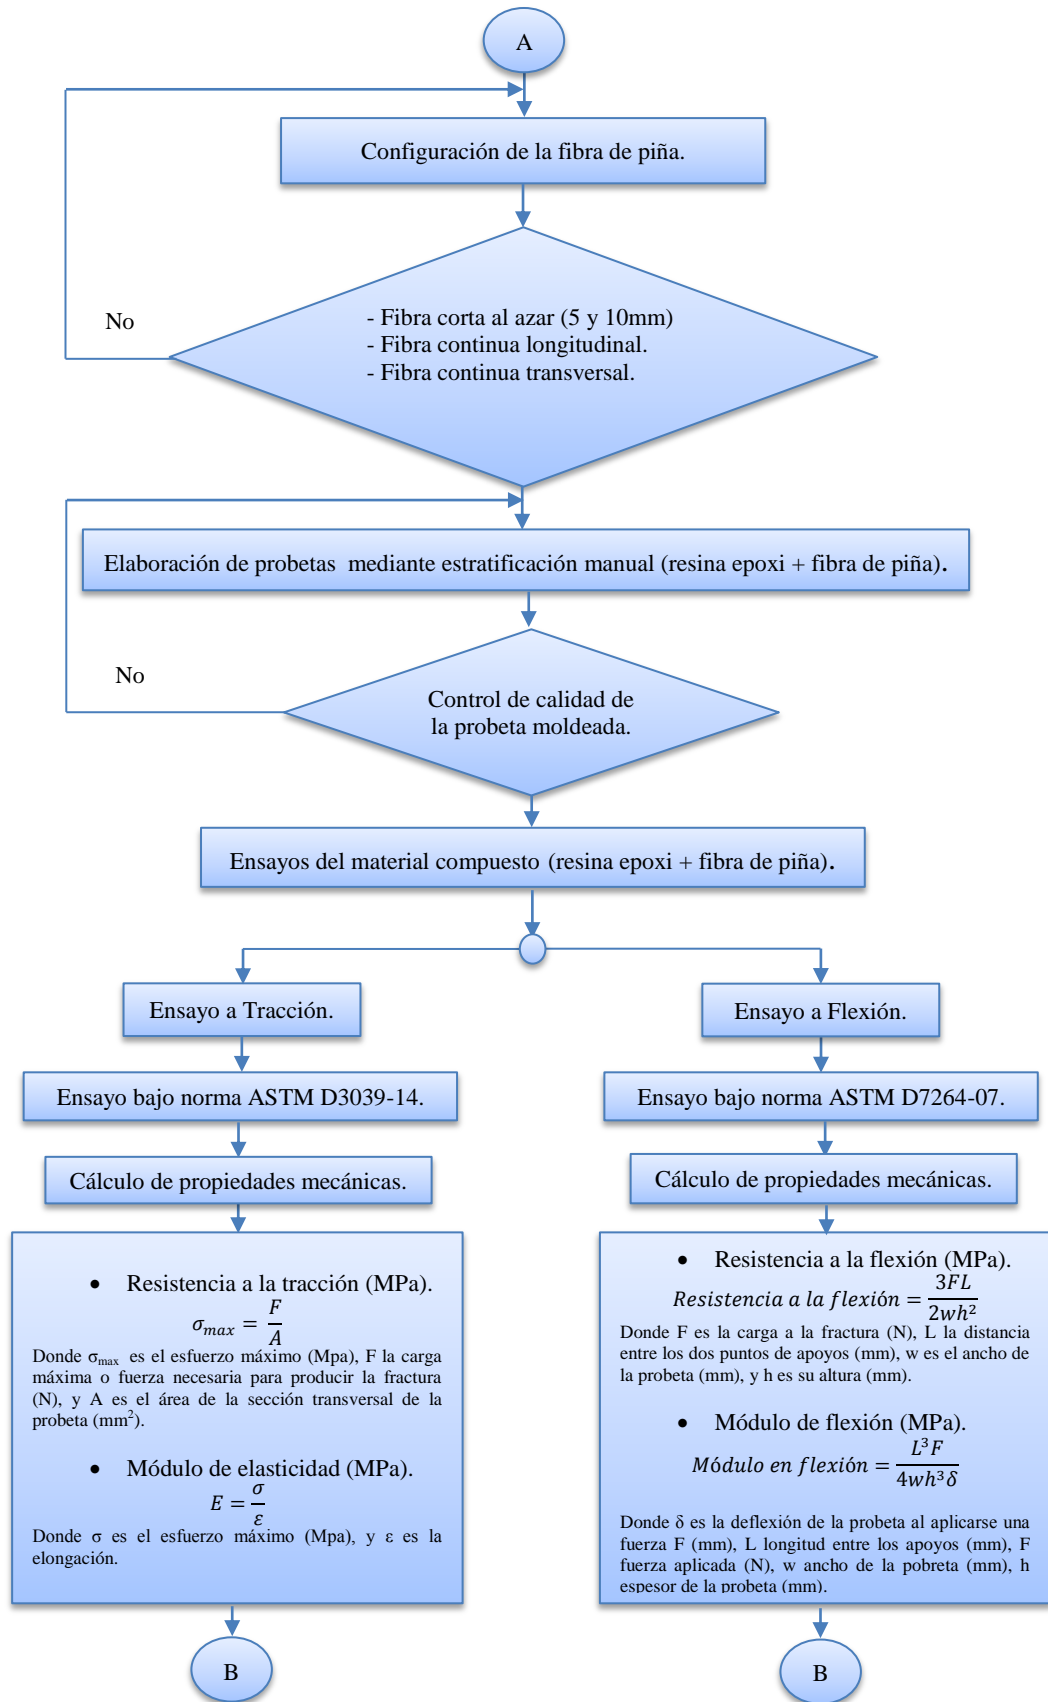 A
Configuración de la fibra de piña.
No
- Fibra corta al azar (5 y 10mm)
- Fibra continua longitudinal.
- Fibra continua transversal.
Elaboración de probetas mediante estratificación manual (resina epoxi + fibra de piña).
No
Control de calidad de
la probeta moldeada.
Ensayos del material compuesto (resina epoxi + fibra de piña).
Ensayo a Tracción.
Ensayo bajo norma ASTM D3039-14.
Cálculo de propiedades mecánicas.
• Resistencia a la tracción (MPa).
σ_max = F/A
Donde σ_max es el esfuerzo máximo (Mpa), F la carga
máxima o fuerza necesaria para producir la fractura
(N), y A es el área de la sección transversal de la
probeta (mm²).
• Módulo de elasticidad (MPa).
E = σ/ε
Donde σ es el esfuerzo máximo (Mpa), y ε es la
elongación.
B
Ensayo a Flexión.
Ensayo bajo norma ASTM D7264-07.
Cálculo de propiedades mecánicas.
• Resistencia a la flexión (MPa).
Resistencia a la flexión = 3FL/2wh²
Donde F es la carga a la fractura (N), L la distancia
entre los dos puntos de apoyos (mm), w es el ancho de
la probeta (mm), y h es su altura (mm).
• Módulo de flexión (MPa).
Módulo en flexión = L³F/4wh³δ
Donde δ es la deflexión de la probeta al aplicarse una
fuerza F (mm), L longitud entre los apoyos (mm), F
fuerza aplicada (N), w ancho de la pobreta (mm), h
espesor de la probeta (mm).
B